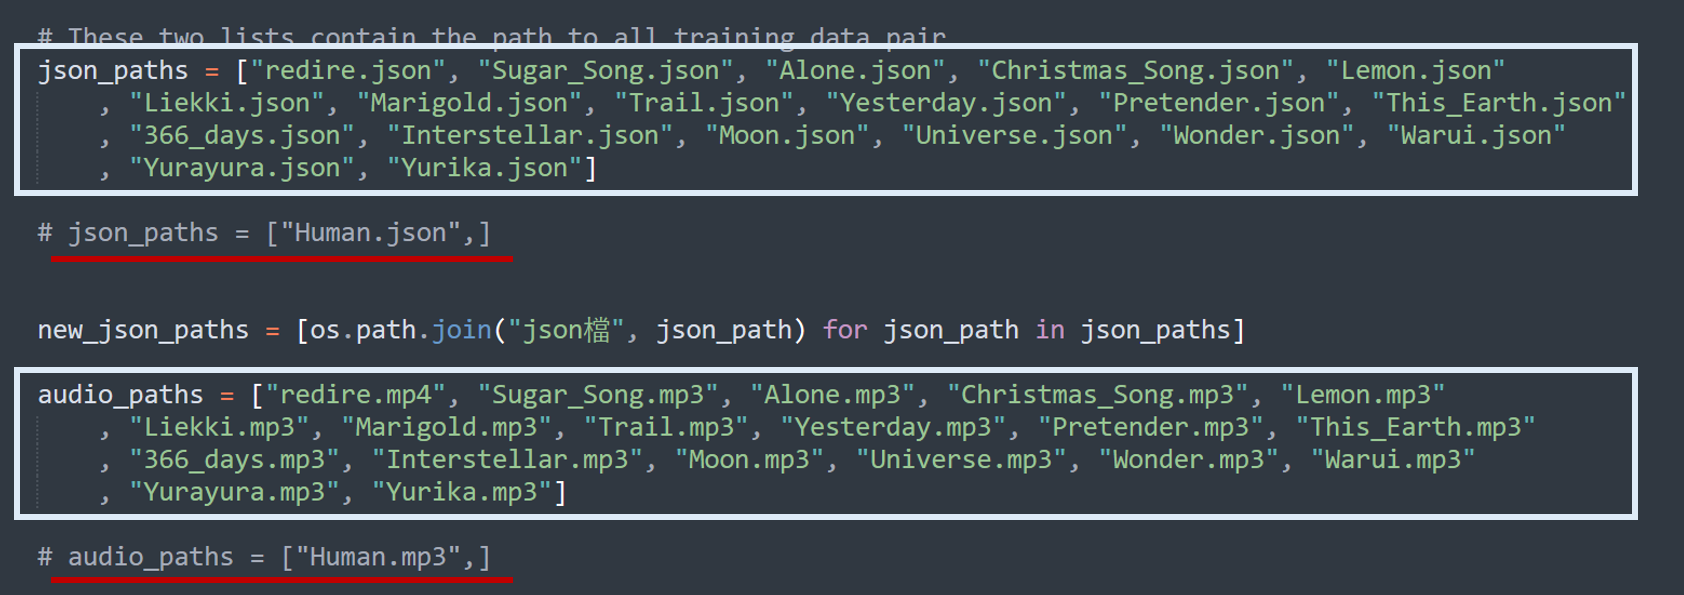 # These two lists contain the path to all training data pair
json_paths = ["redire.json", "Sugar_Song.json", "Alone.json", "Christmas_Song.json", "Lemon.json"
, "Liekki.json", "Marigold.json", "Trail.json", "Yesterday.json", "Pretender.json", "This_Earth.json"
, "366_days.json", "Interstellar.json", "Moon.json", "Universe.json", "Wonder.json", "Warui.json"
, "Yurayura.json", "Yurika.json"]
# json_paths = ["Human.json",]
new_json_paths = [os.path.join("json檔", json_path) for json_path in json_paths]
audio_paths = ["redire.mp4", "Sugar_Song.mp3", "Alone.mp3", "Christmas_Song.mp3", "Lemon.mp3"
, "Liekki.mp3", "Marigold.mp3", "Trail.mp3", "Yesterday.mp3", "Pretender.mp3", "This_Earth.mp3"
, "366_days.mp3", "Interstellar.mp3", "Moon.mp3", "Universe.mp3", "Wonder.mp3", "Warui.mp3"
, "Yurayura.mp3", "Yurika.mp3"]
# audio_paths = ["Human.mp3",]